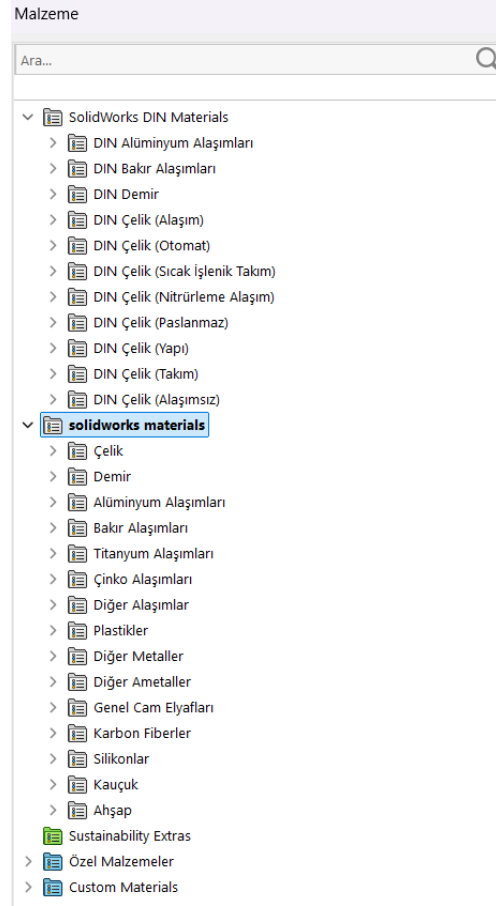 Malzeme
Ara...
SolidWorks DIN Materials
DIN Alüminyum Alaşımları
DIN Bakır Alaşımları
DIN Demir
DIN Çelik (Alaşım)
DIN Çelik (Otomat)
DIN Çelik (Sıcak İşlenik Takım)
DIN Çelik (Nitrürleme Alaşım)
DIN Çelik (Paslanmaz)
DIN Çelik (Yapı)
DIN Çelik (Takım)
DIN Çelik (Alaşımsız)
solidworks materials
Çelik
Demir
Alüminyum Alaşımları
Bakır Alaşımları
Titanyum Alaşımları
Çinko Alaşımları
Diğer Alaşımlar
Plastikler
Diğer Metaller
Diğer Ametaller
Genel Cam Elyafları
Karbon Fiberler
Silikonlar
Kauçuk
Ahşap
Sustainability Extras
Özel Malzemeler
Custom Materials